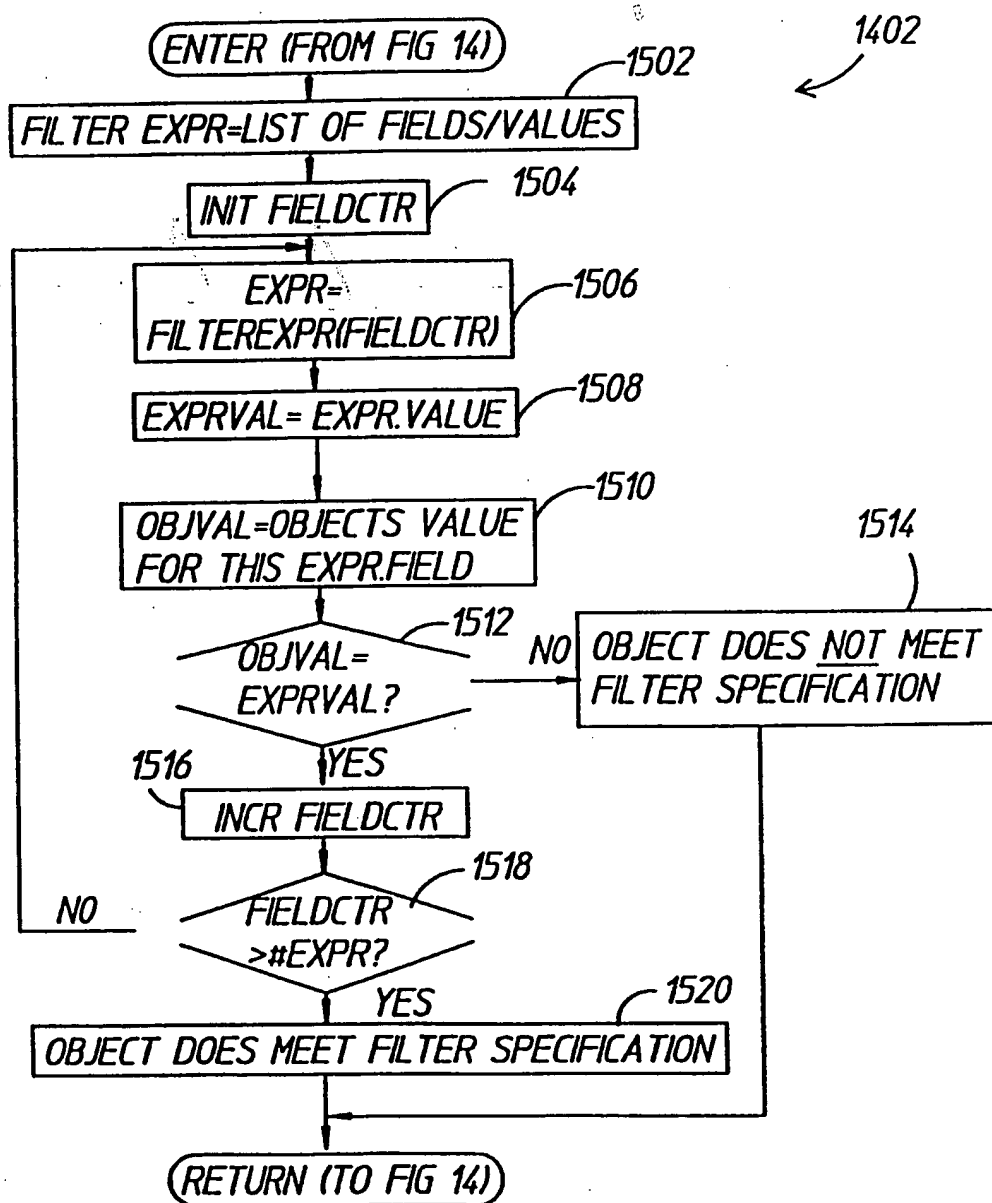 ENTER (FROM FIG 14)
1402
1502
FILTER EXPR=LIST OF FIELDS/VALUES
1504
INIT FIELDCTR
EXPR=
FILTEREXPR(FIELDCTR)
1506
EXPRVAL= EXPR.VALUE
1508
1510
OBJVAL=OBJECTS VALUE
FOR THIS EXPR.FIELD
1512
OBJVAL=
EXPRVAL?
NO
1514
OBJECT DOES NOT MEET
FILTER SPECIFICATION
YES
1516
INCR FIELDCTR
1518
FIELDCTR
>#EXPR?
NO
YES
1520
OBJECT DOES MEET FILTER SPECIFICATION
RETURN (TO FIG 14)